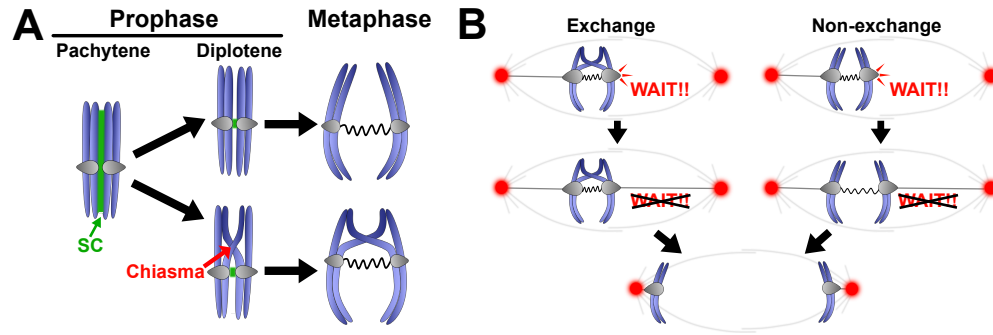 A
Prophase
Metaphase
Pachytene
Diplotene
SC
Chiasma
B
Exchange
Non-exchange
WAIT!!
WAIT!!
WAIT!!
WAIT!!